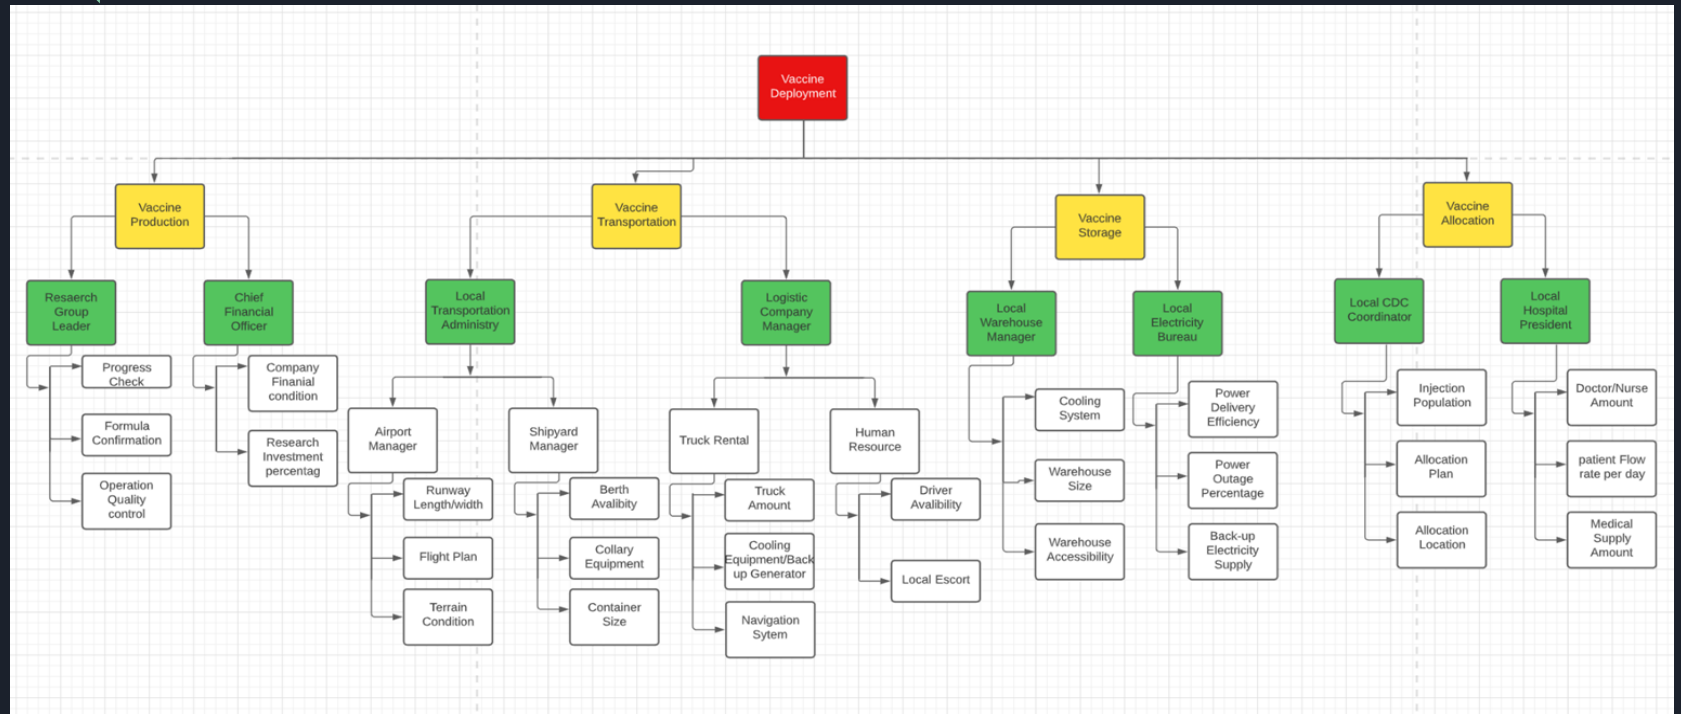 Vaccine
Deployment
Vaccine
Production
Vaccine
Transportation
Vaccine
Storage
Vaccine
Allocation
Resaerch
Group
Leader
Chief
Financial
Officer
Local
Transportation
Administry
Logistic
Company
Manager
Local
Warehouse
Manager
Local
Electricity
Bureau
Local CDC
Coordinator
Local
Hospital
President
Progress
Check
Formula
Confirmation
Operation
Quality
control
Company
Finanial
condition
Research
Investment
percentag
Airport
Manager
Runway
Length/width
Flight Plan
Terrain
Condition
Shipyard
Manager
Berth
Avalibity
Collary
Equipment
Container
Size
Truck Rental
Truck
Amount
Cooling
Equipment/Back
up Generator
Navigation
Sytem
Human
Resource
Driver
Avalibility
Local Escort
Cooling
System
Warehouse
Size
Warehouse
Accessibility
Power
Delivery
Efficiency
Power
Outage
Percentage
Back-up
Electricity
Supply
Injection
Population
Allocation
Plan
Allocation
Location
Doctor/Nurse
Amount
patient Flow
rate per day
Medical
Supply
Amount